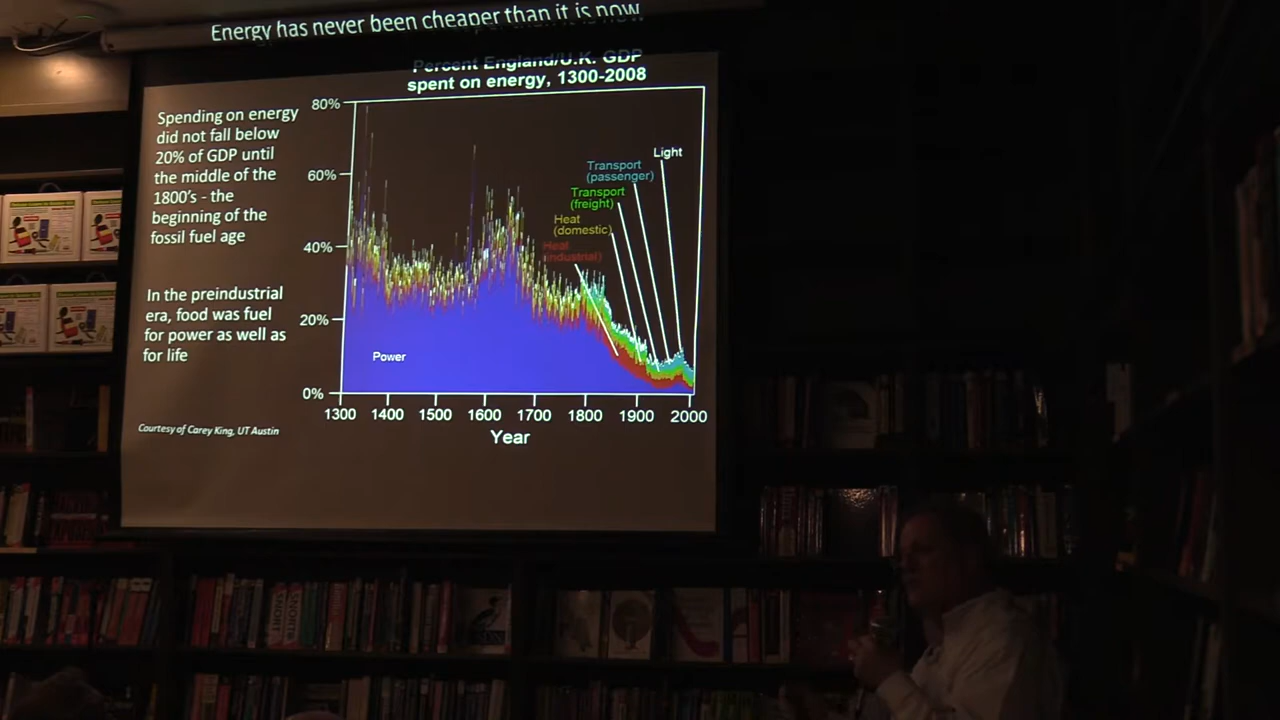 Energy has never been cheaper than it is now
Percent England/U.K. GDP
spent on energy, 1300-2008
Spending on energy
did not fall below
20% of GDP until
the middle of the
1800's - the
beginning of the
fossil fuel age
In the preindustrial
era, food was fuel
for power as well as
for life
Courtesy of Carey King, UT Austin
80%
60%
40%
20%
0%
Light
Transport
(passenger)
Transport
(freight)
Heat
(domestic)
Heat
(industrial)
Power
1300 1400 1500 1600 1700 1800 1900 2000
Year